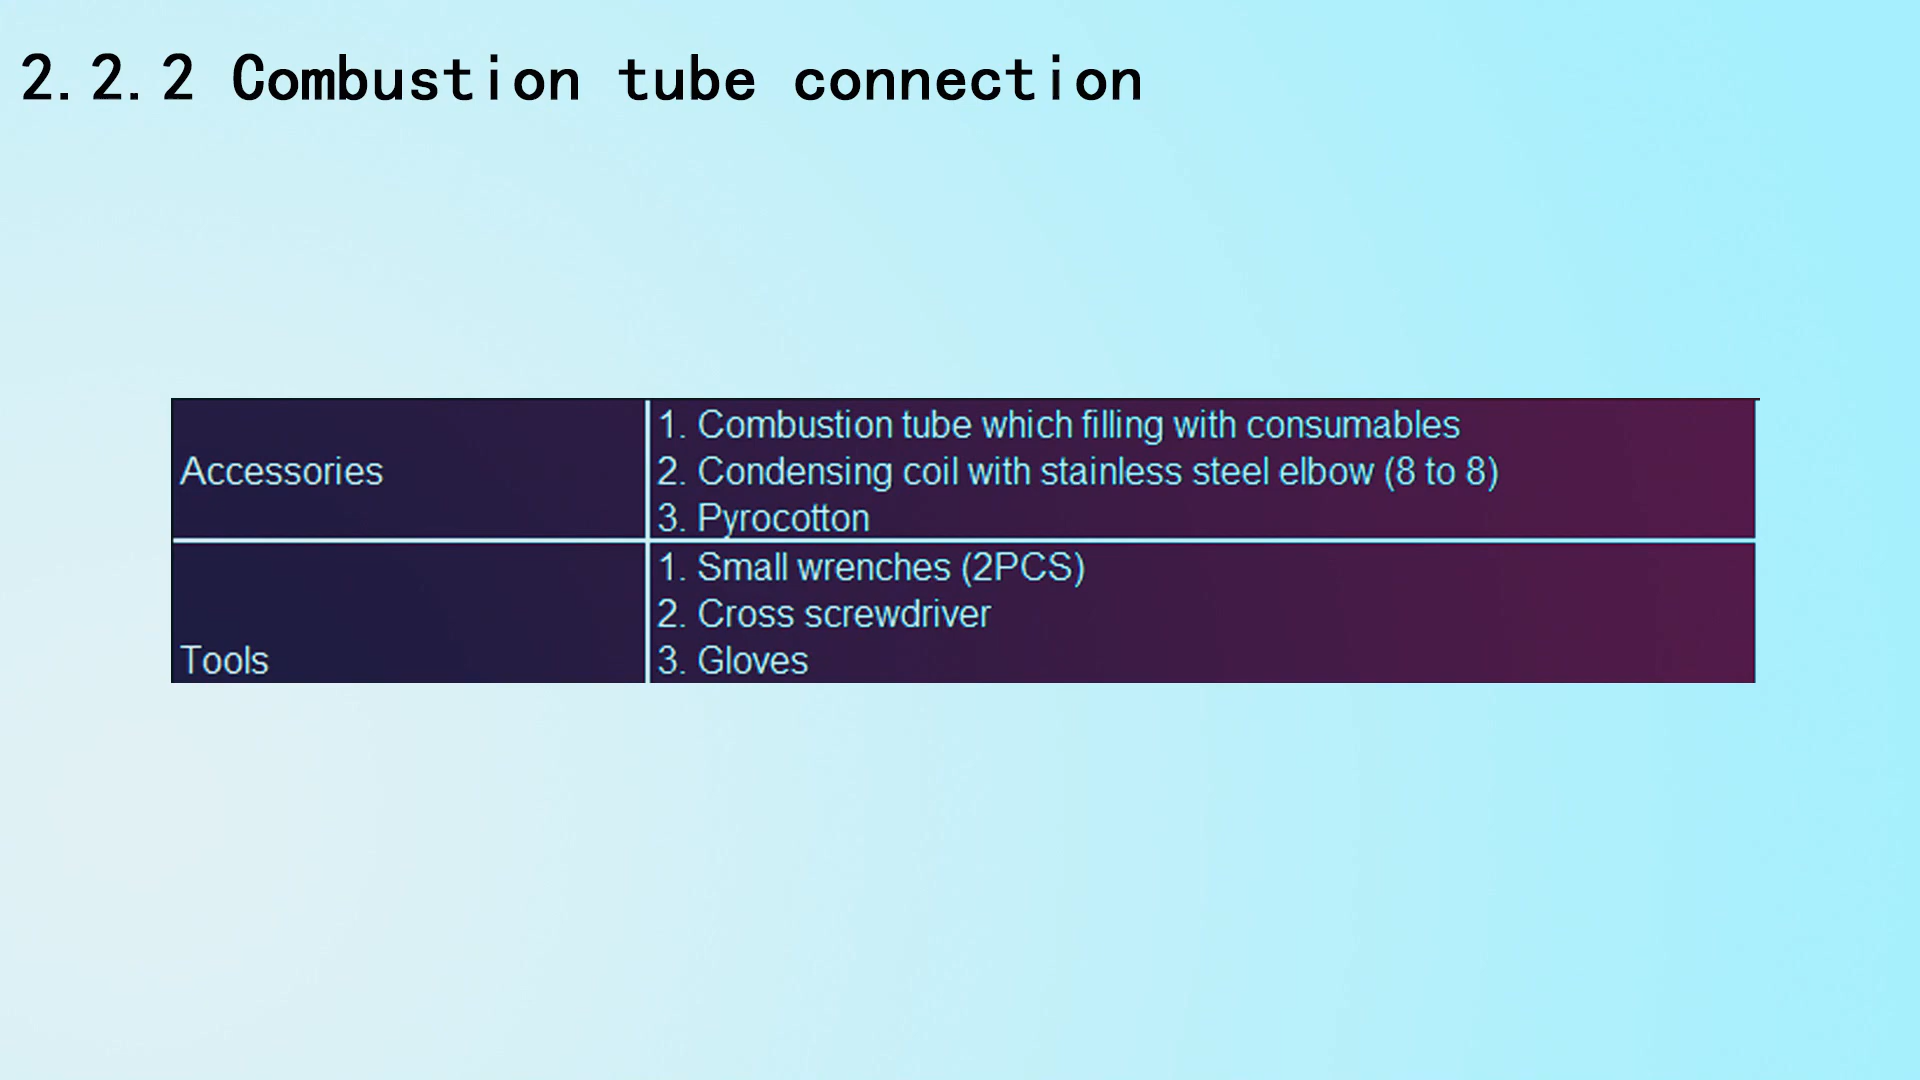 2.2.2 Combustion tube connection
Accessories
1. Combustion tube which filling with consumables
2. Condensing coil with stainless steel elbow (8 to 8)
3. Pyrocotton
Tools
1. Small wrenches (2PCS)
2. Cross screwdriver
3. Gloves